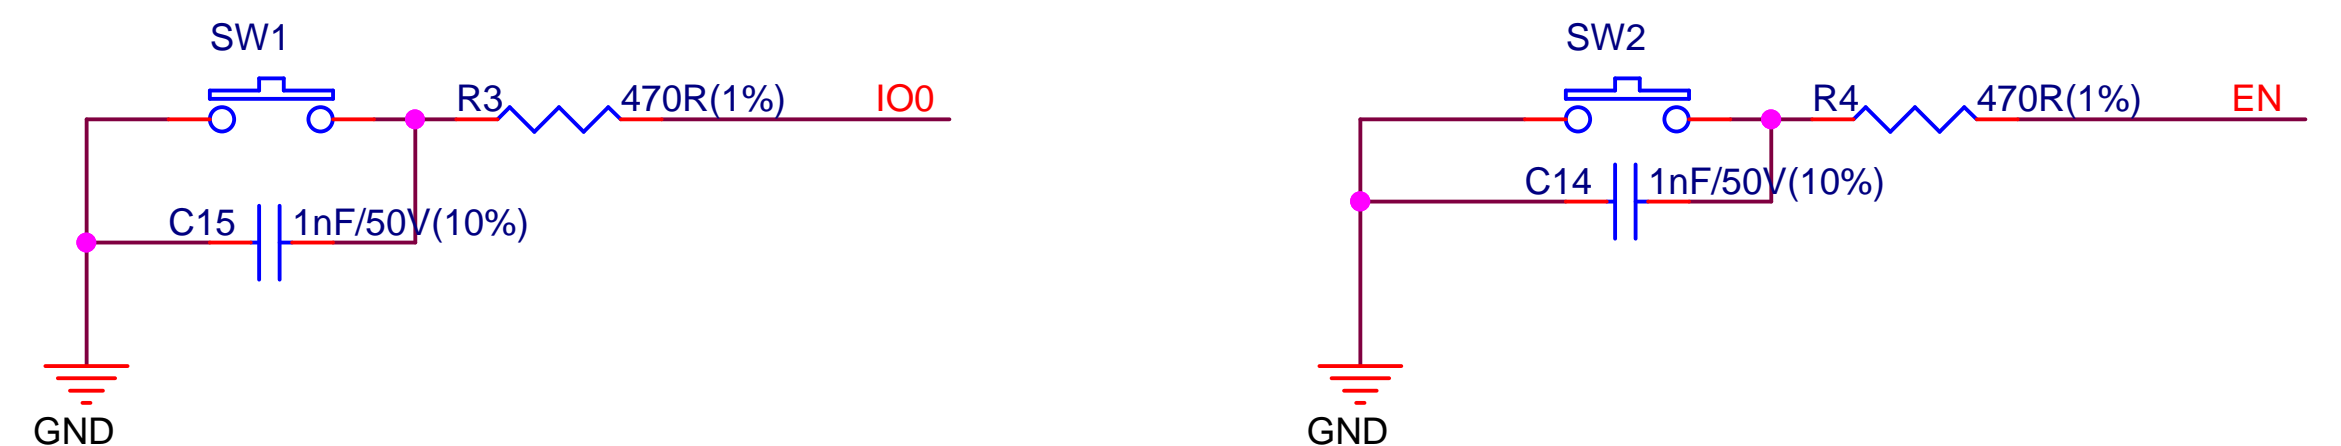 SW1
R3 470R(1%) IO0
C15 1nF/50V(10%)
GND
SW2
R4 470R(1%) EN
C14 1nF/50V(10%)
GND